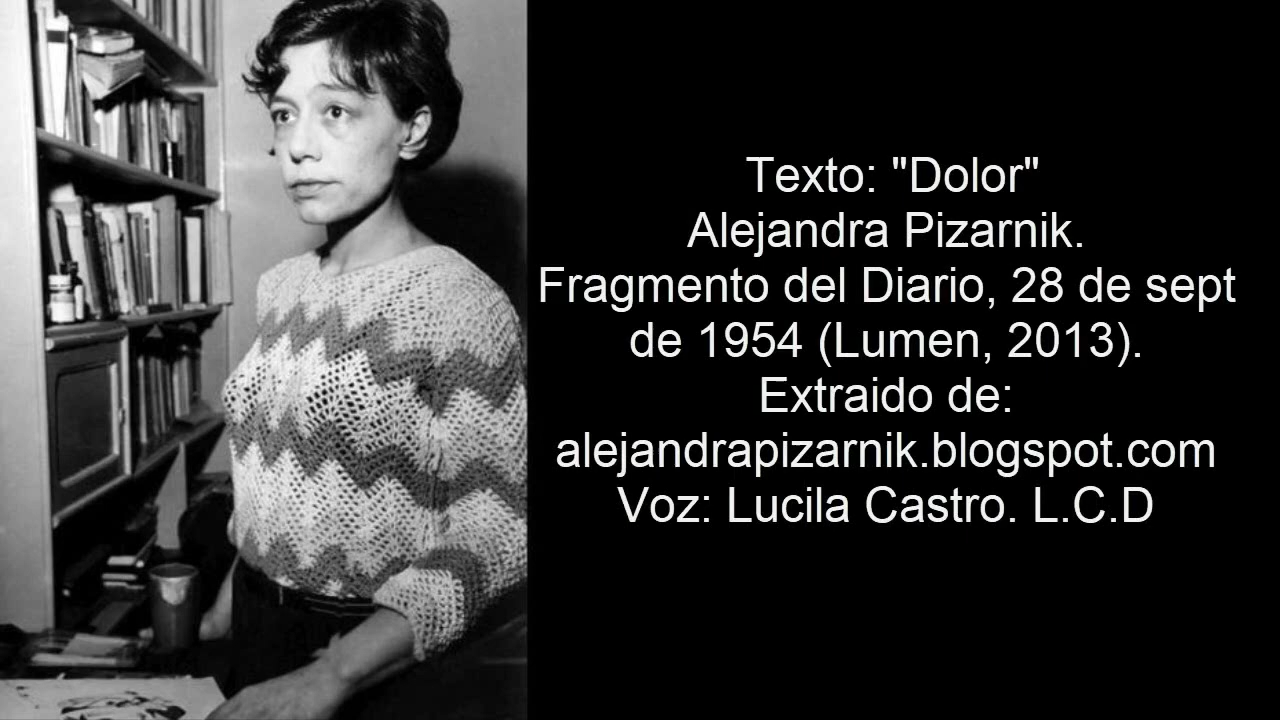 Texto: "Dolor"
Alejandra Pizarnik.
Fragmento del Diario, 28 de sept
de 1954 (Lumen, 2013).
Extraido de:
alejandrapizarnik.blogspot.com
Voz: Lucila Castro. L.C.D